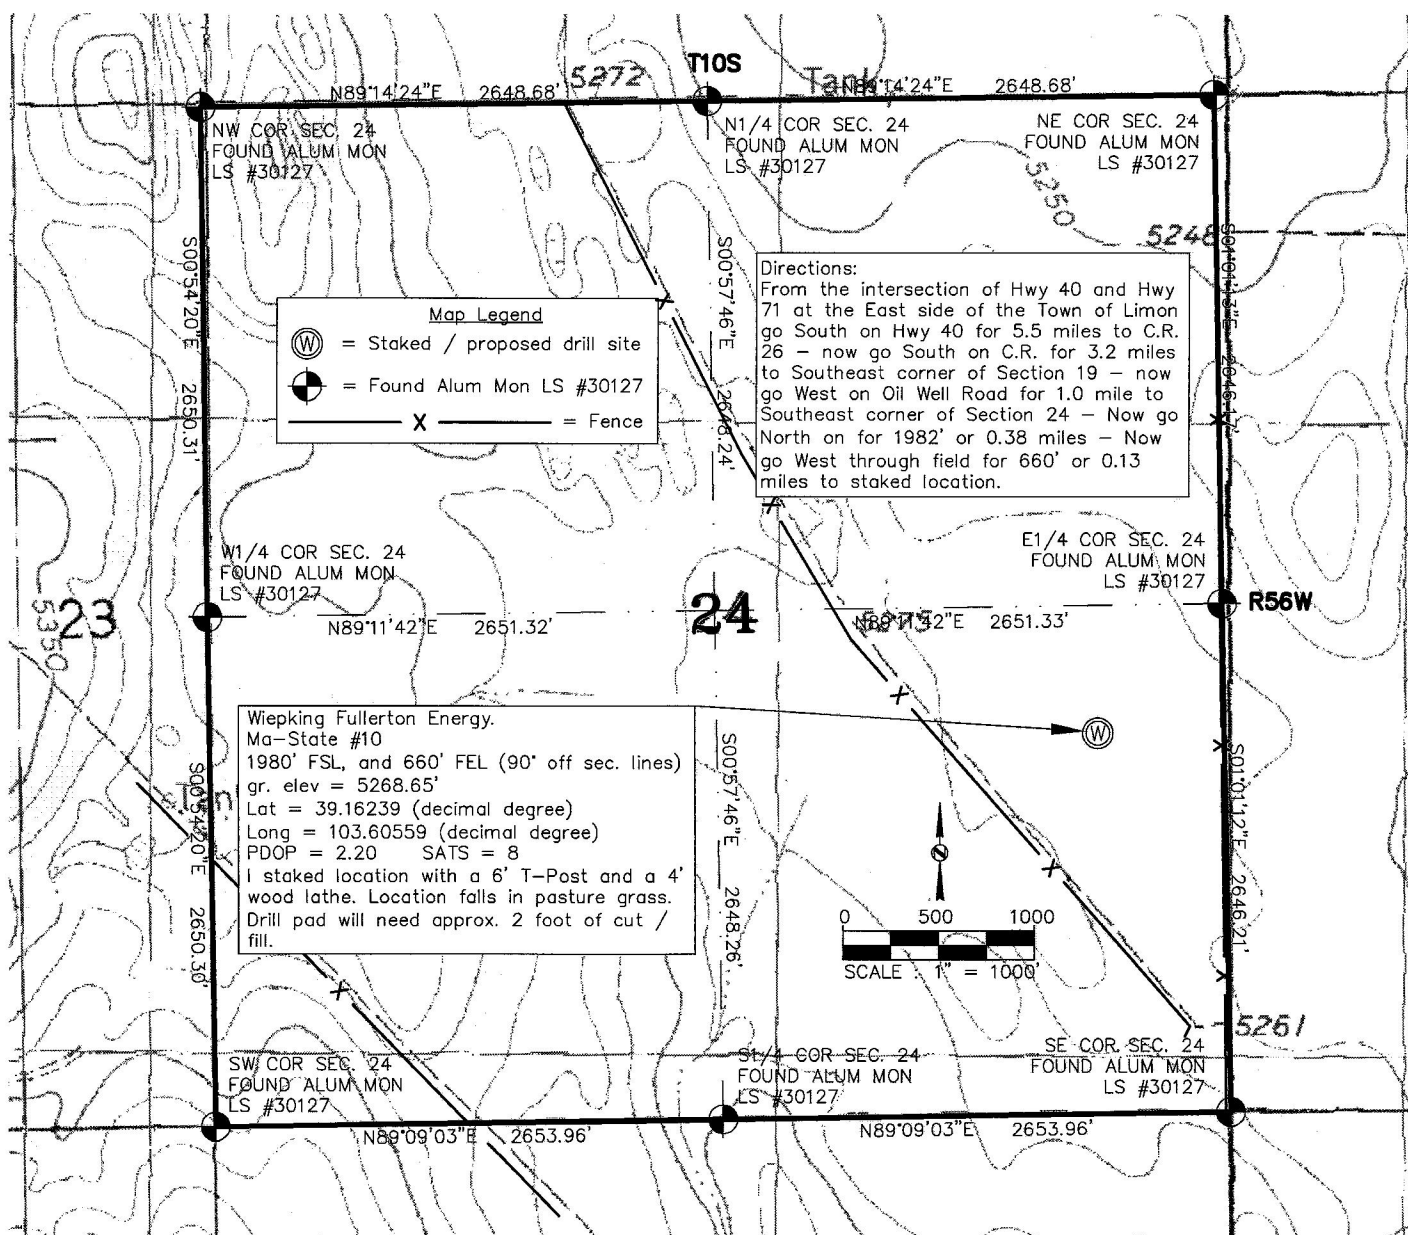 T10S
5272
Tank
N89°14'24"E 2648.68'
N89°14'24"E 2648.68'
NW COR SEC. 24
FOUND ALUM MON
LS #30127
N1/4 COR SEC. 24
FOUND ALUM MON
LS #30127
NE COR SEC. 24
FOUND ALUM MON
LS #30127
5250
5248
S00°54'20"E 2650.31'
S00°57'46"E 2648.24'
Map Legend
W = Staked / proposed drill site
= Found Alum Mon LS #30127
X = Fence
Directions:
From the intersection of Hwy 40 and Hwy
71 at the East side of the Town of Limon
go South on Hwy 40 for 5.5 miles to C.R.
26 – now go South on C.R. for 3.2 miles
to Southeast corner of Section 19 – now
go West on Oil Well Road for 1.0 mile to
Southeast corner of Section 24 – Now go
North on for 1982' or 0.38 miles – Now
go West through field for 660' or 0.13
miles to staked location.
W1/4 COR SEC. 24
FOUND ALUM MON
LS #30127
E1/4 COR SEC. 24
FOUND ALUM MON
LS #30127
5350
23
24
R56W
N89°11'42"E 2651.32'
N89°11'42"E 2651.33'
5275
Wiepking Fullerton Energy.
Ma–State #10
1980' FSL, and 660' FEL (90° off sec. lines)
gr. elev = 5268.65'
Lat = 39.16239 (decimal degree)
Long = 103.60559 (decimal degree)
PDOP = 2.20 SATS = 8
I staked location with a 6' T–Post and a 4'
wood lathe. Location falls in pasture grass.
Drill pad will need approx. 2 foot of cut /
fill.
W
S00°54'20"E 2650.30'
S00°57'46"E 2648.26'
S01°01'12"E 2646.21'
0 500 1000
SCALE : 1" = 1000'
5261
SW COR SEC. 24
FOUND ALUM MON
LS #30127
S1/4 COR SEC. 24
FOUND ALUM MON
LS #30127
SE COR SEC. 24
FOUND ALUM MON
LS #30127
N89°09'03"E 2653.96'
N89°09'03"E 2653.96'